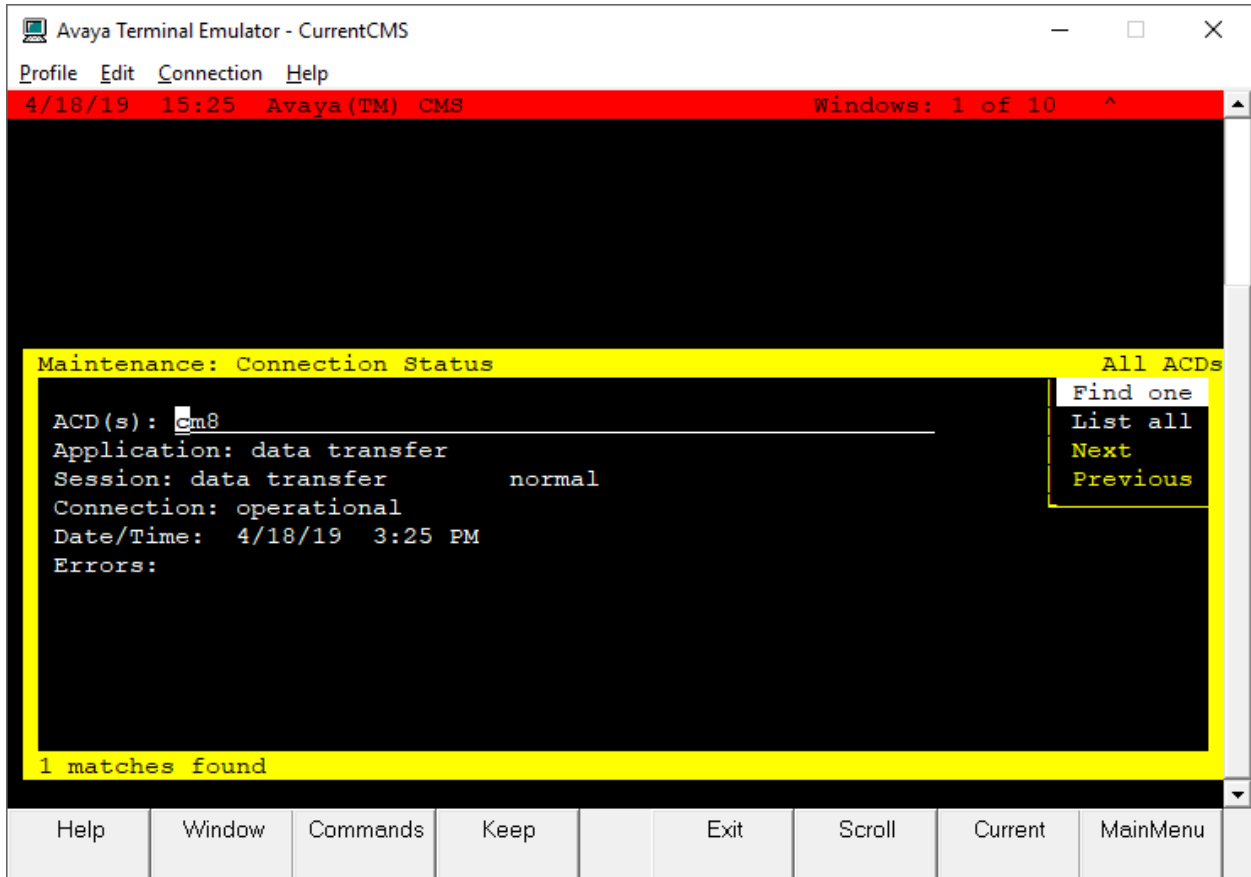 Avaya Terminal Emulator - CurrentCMS
Profile Edit Connection Help
4/18/19 15:25 Avaya(TM) CMS Windows: 1 of 10 ^
Maintenance: Connection Status All ACDs
Find one
ACD(s): cm8 List all
Application: data transfer Next
Session: data transfer normal Previous
Connection: operational
Date/Time: 4/18/19 3:25 PM
Errors:
1 matches found
Help Window Commands Keep Exit Scroll Current MainMenu